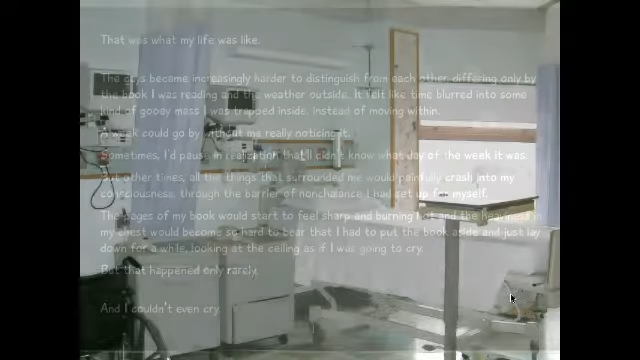 That was what my life was like.
The guys became increasingly harder to distinguish from each other differing only by
the book I was reading and the weather outside. It felt like time blurred into some
kind of gooey mass I was trapped inside, instead of moving within.
A week could go by without me really noticing it.
Sometimes, I'd pause in realization that I didn't know what day of the week it was.
But other times, all the things that surrounded me would painfully crash into my
consciousness, through the barrier of nonchalance I had set up for myself.
The pages of my book would start to feel sharp and burning hot and the heaviness in
my chest would become so hard to bear that I had to put the book aside and just lay
down for a while, looking at the ceiling as if I was going to cry.
But that happened only rarely.
And I couldn't even cry.